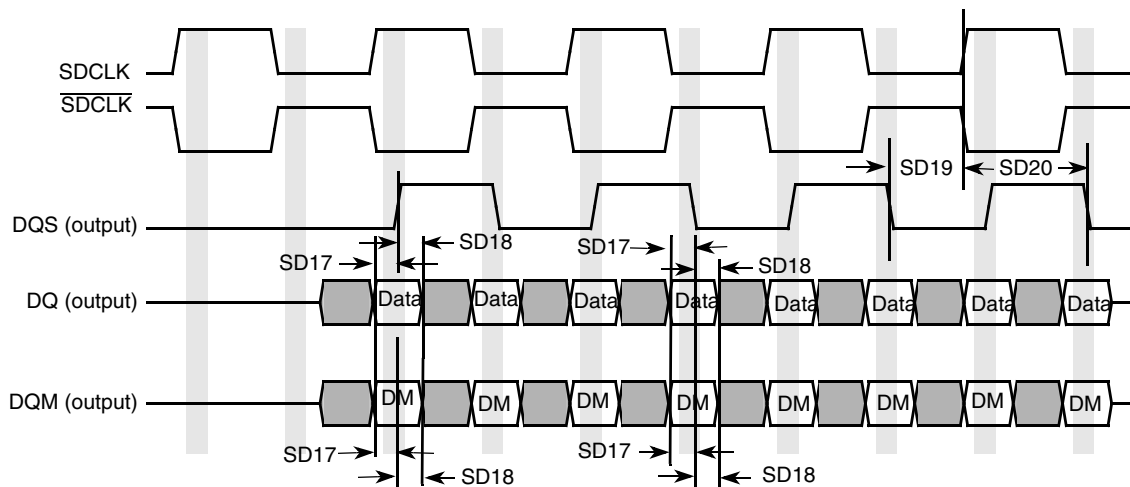 SDCLK
SDCLK
SD19
SD20
DQS (output)
SD18
SD17
SD17
SD18
DQ (output)
Data
Data
Data
Data
Data
Data
Data
Data
DQM (output)
DM
DM
DM
DM
DM
DM
DM
DM
SD17
SD17
SD18
SD18